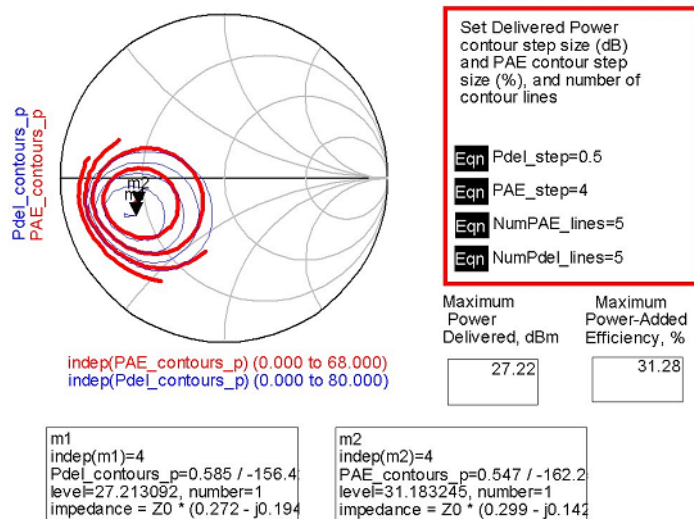 Pdel_contours_p
PAE_contours_p
m2
indep(PAE_contours_p) (0.000 to 68.000)
indep(Pdel_contours_p) (0.000 to 80.000)
Set Delivered Power
contour step size (dB)
and PAE contour step
size (%), and number of
contour lines
Eqn Pdel_step=0.5
Eqn PAE_step=4
Eqn NumPAE_lines=5
Eqn NumPdel_lines=5
Maximum
Power
Delivered, dBm
27.22
Maximum
Power-Added
Efficiency, %
31.28
m1
indep(m1)=4
Pdel_contours_p=0.585 / -156.4
level=27.213092, number=1
impedance = Z0 * (0.272 - j0.194
m2
indep(m2)=4
PAE_contours_p=0.547 / -162.2
level=31.183245, number=1
impedance = Z0 * (0.299 - j0.142